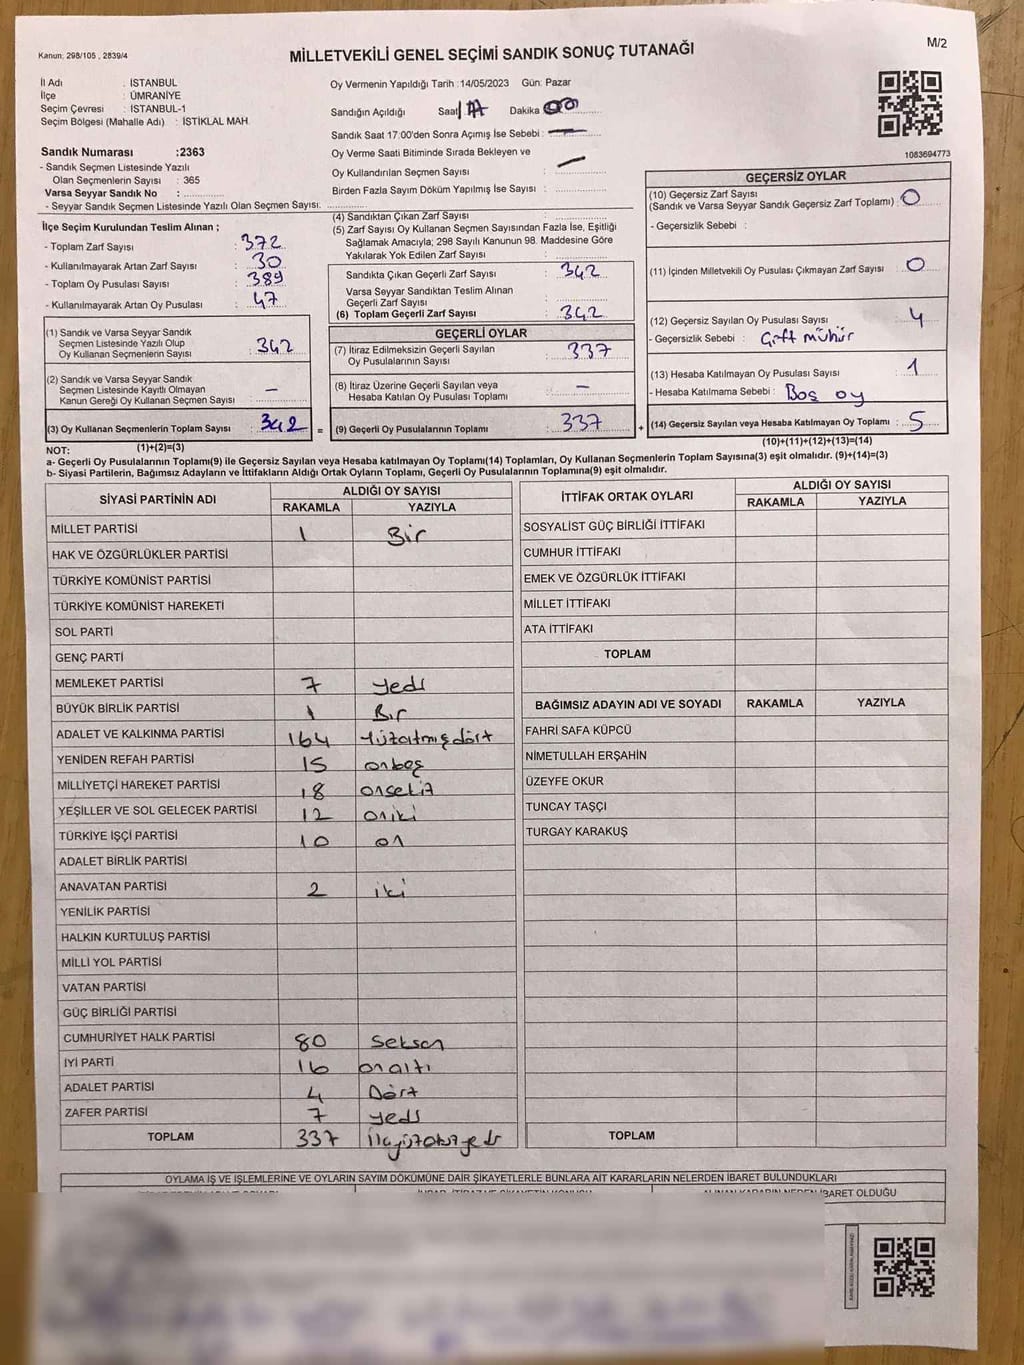 Kanun: 298/105 , 2839/4
MİLLETVEKİLİ GENEL SEÇİMİ SANDIK SONUÇ TUTANAĞI
M/2
İl Adı : İSTANBUL
İlçe : ÜMRANİYE
Seçim Çevresi : İSTANBUL-1
Seçim Bölgesi (Mahalle Adı) : İSTİKLAL MAH.
Sandık Numarası :2363
- Sandık Seçmen Listesinde Yazılı
Olan Seçmenlerin Sayısı : 365
Varsa Seyyar Sandık No :
- Seyyar Sandık Seçmen Listesinde Yazılı Olan Seçmen Sayısı:
Oy Vermenin Yapıldığı Tarih :14/05/2023 Gün: Pazar
Sandığın Açıldığı Saat 17 Dakika 00
Sandık Saat 17:00'den Sonra Açımış İse Sebebi : —
Oy Verme Saati Bitiminde Sırada Bekleyen ve
Oy Kullandırılan Seçmen Sayısı : —
Birden Fazla Sayım Döküm Yapılmış İse Sayısı :
1083694773
İlçe Seçim Kurulundan Teslim Alınan ;
- Toplam Zarf Sayısı : 372
- Kullanılmayarak Artan Zarf Sayısı : 30
- Toplam Oy Pusulası Sayısı : 389
- Kullanılmayarak Artan Oy Pusulası : 47
(1) Sandık ve Varsa Seyyar Sandık
Seçmen Listesinde Yazılı Olup
Oy Kullanan Seçmenlerin Sayısı : 342
(2) Sandık ve Varsa Seyyar Sandık
Seçmen Listesinde Kayıtlı Olmayan
Kanun Gereği Oy Kullanan Seçmen Sayısı : —
(3) Oy Kullanan Seçmenlerin Toplam Sayısı : 342
(1)+(2)=(3)
(4) Sandıktan Çıkan Zarf Sayısı :
(5) Zarf Sayısı Oy Kullanan Seçmen Sayısından Fazla İse, Eşitliği
Sağlamak Amacıyla; 298 Sayılı Kanunun 98. Maddesine Göre
Yakılarak Yok Edilen Zarf Sayısı :
Sandıkta Çıkan Geçerli Zarf Sayısı : 342
Varsa Seyyar Sandıktan Teslim Alınan
Geçerli Zarf Sayısı :
(6) Toplam Geçerli Zarf Sayısı : 342
GEÇERLİ OYLAR
(7) İtiraz Edilmeksizin Geçerli Sayılan
Oy Pusulalarının Sayısı : 337
(8) İtiraz Üzerine Geçerli Sayılan veya
Hesaba Katılan Oy Pusulası Toplamı : —
= (9) Geçerli Oy Pusulalarının Toplamı : 337 +
GEÇERSİZ OYLAR
(10) Geçersiz Zarf Sayısı
(Sandık ve Varsa Seyyar Sandık Geçersiz Zarf Toplamı) : 0
- Geçersizlik Sebebi :
(11) İçinden Milletvekili Oy Pusulası Çıkmayan Zarf Sayısı : 0
(12) Geçersiz Sayılan Oy Pusulası Sayısı : 4
- Geçersizlik Sebebi : Çift mühür
(13) Hesaba Katılmayan Oy Pusulası Sayısı : 1
- Hesaba Katılmama Sebebi : Boş oy
(14) Geçersiz Sayılan veya Hesaba Katılmayan Oy Toplamı : 5
(10)+(11)+(12)+(13)=(14)
NOT:
a- Geçerli Oy Pusulalarının Toplamı(9) ile Geçersiz Sayılan veya Hesaba katılmayan Oy Toplamı(14) Toplamları, Oy Kullanan Seçmenlerin Toplam Sayısına(3) eşit olmalıdır. (9)+(14)=(3)
b- Siyasi Partilerin, Bağımsız Adayların ve İttifakların Aldığı Ortak Oyların Toplamı, Geçerli Oy Pusulalarının Toplamına(9) eşit olmalıdır.
SİYASİ PARTİNİN ADI ALDIĞI OY SAYISI
RAKAMLA YAZIYLA
MİLLET PARTİSİ 1 Bir
HAK VE ÖZGÜRLÜKLER PARTİSİ
TÜRKİYE KOMÜNİST PARTİSİ
TÜRKİYE KOMÜNİST HAREKETİ
SOL PARTİ
GENÇ PARTİ
MEMLEKET PARTİSİ 7 yedi
BÜYÜK BİRLİK PARTİSİ 1 Bir
ADALET VE KALKINMA PARTİSİ 164 Yüzatmışdört
YENİDEN REFAH PARTİSİ 15 onbeş
MİLLİYETÇİ HAREKET PARTİSİ 18 onsekiz
YEŞİLLER VE SOL GELECEK PARTİSİ 12 oniki
TÜRKİYE İŞÇİ PARTİSİ 10 on
ADALET BİRLİK PARTİSİ
ANAVATAN PARTİSİ 2 iki
YENİLİK PARTİSİ
HALKIN KURTULUŞ PARTİSİ
MİLLİ YOL PARTİSİ
VATAN PARTİSİ
GÜÇ BİRLİĞİ PARTİSİ
CUMHURİYET HALK PARTİSİ 80 Seksen
İYİ PARTİ 16 onaltı
ADALET PARTİSİ 4 Dört
ZAFER PARTİSİ 7 yedi
TOPLAM 337 üçyüzotuzyedi
İTTİFAK ORTAK OYLARI ALDIĞI OY SAYISI
RAKAMLA YAZIYLA
SOSYALİST GÜÇ BİRLİĞİ İTTİFAKI
CUMHUR İTTİFAKI
EMEK VE ÖZGÜRLÜK İTTİFAKI
MİLLET İTTİFAKI
ATA İTTİFAKI
TOPLAM
BAĞIMSIZ ADAYIN ADI VE SOYADI RAKAMLA YAZIYLA
FAHRİ SAFA KÜPCÜ
NİMETULLAH ERŞAHİN
ÜZEYFE OKUR
TUNCAY TAŞÇI
TURGAY KARAKUŞ
TOPLAM
OYLAMA İŞ VE İŞLEMLERİNE VE OYLARIN SAYIM DÖKÜMÜNE DAİR ŞİKAYETLERLE BUNLARA AİT KARARLARIN NELERDEN İBARET BULUNDUKLARI
ALINAN KARARIN NEDEN İBARET OLDUĞU